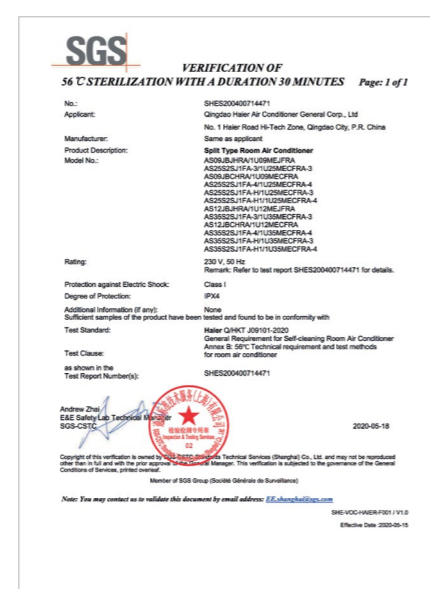 SGS
VERIFICATION OF
56 ℃ STERILIZATION WITH A DURATION 30 MINUTES Page: 1 of 1
No.: SHES200400714471
Applicant: Qingdao Haier Air Conditioner General Corp., Ltd
No. 1 Haier Road Hi-Tech Zone, Qingdao City, P.R. China
Manufacturer: Same as applicant
Product Description: Split Type Room Air Conditioner
Model No.: AS09JBJHRA/1U09MEJFRA
AS25S2SJ1FA-3/1U25MECFRA-3
AS09JBCHRA/1U09MECFRA
AS25S2SJ1FA-4/1U25MECFRA-4
AS25S2SJ1FA-H/1U25MECFRA-3
AS25S2SJ1FA-H1/1U25MECFRA-4
AS12JBJHRA/1U12MEJFRA
AS35S2SJ1FA-3/1U35MECFRA-3
AS12JBCHRA/1U12MECFRA
AS35S2SJ1FA-4/1U35MECFRA-4
AS35S2SJ1FA-H/1U35MECFRA-3
AS35S2SJ1FA-H1/1U35MECFRA-4
Rating: 230 V, 50 Hz
Remark: Refer to test report SHES200400714471 for details.
Protection against Electric Shock: Class I
Degree of Protection: IPX4
Additional Information (if any): None
Sufficient samples of the product have been tested and found to be in conformity with
Test Standard: Haier Q/HKT J09101-2020
General Requirement for Self-cleaning Room Air Conditioner
Annex B: 56℃ Technical requirement and test methods
Test Clause: for room air conditioner
as shown in the
Test Report Number(s): SHES200400714471
检验检测专用章
Inspection & Testing Services
02
Andrew Zhai
E&E Safety Lab Technical Manager
SGS-CSTC 2020-05-18
Copyright of this verification is owned by SGS-CSTC Standards Technical Services (Shanghai) Co., Ltd. and may not be reproduced
other than in full and with the prior approval of the General Manager. This verification is subjected to the governance of the General
Conditions of Services, printed overleaf.
Member of SGS Group (Société Générale de Surveillance)
Note: You may contact us to validate this document by email address: EE.shanghai@sgs.com
SHE-VOC-HAIER-F001 / V1.0
Effective Date :2020-05-15